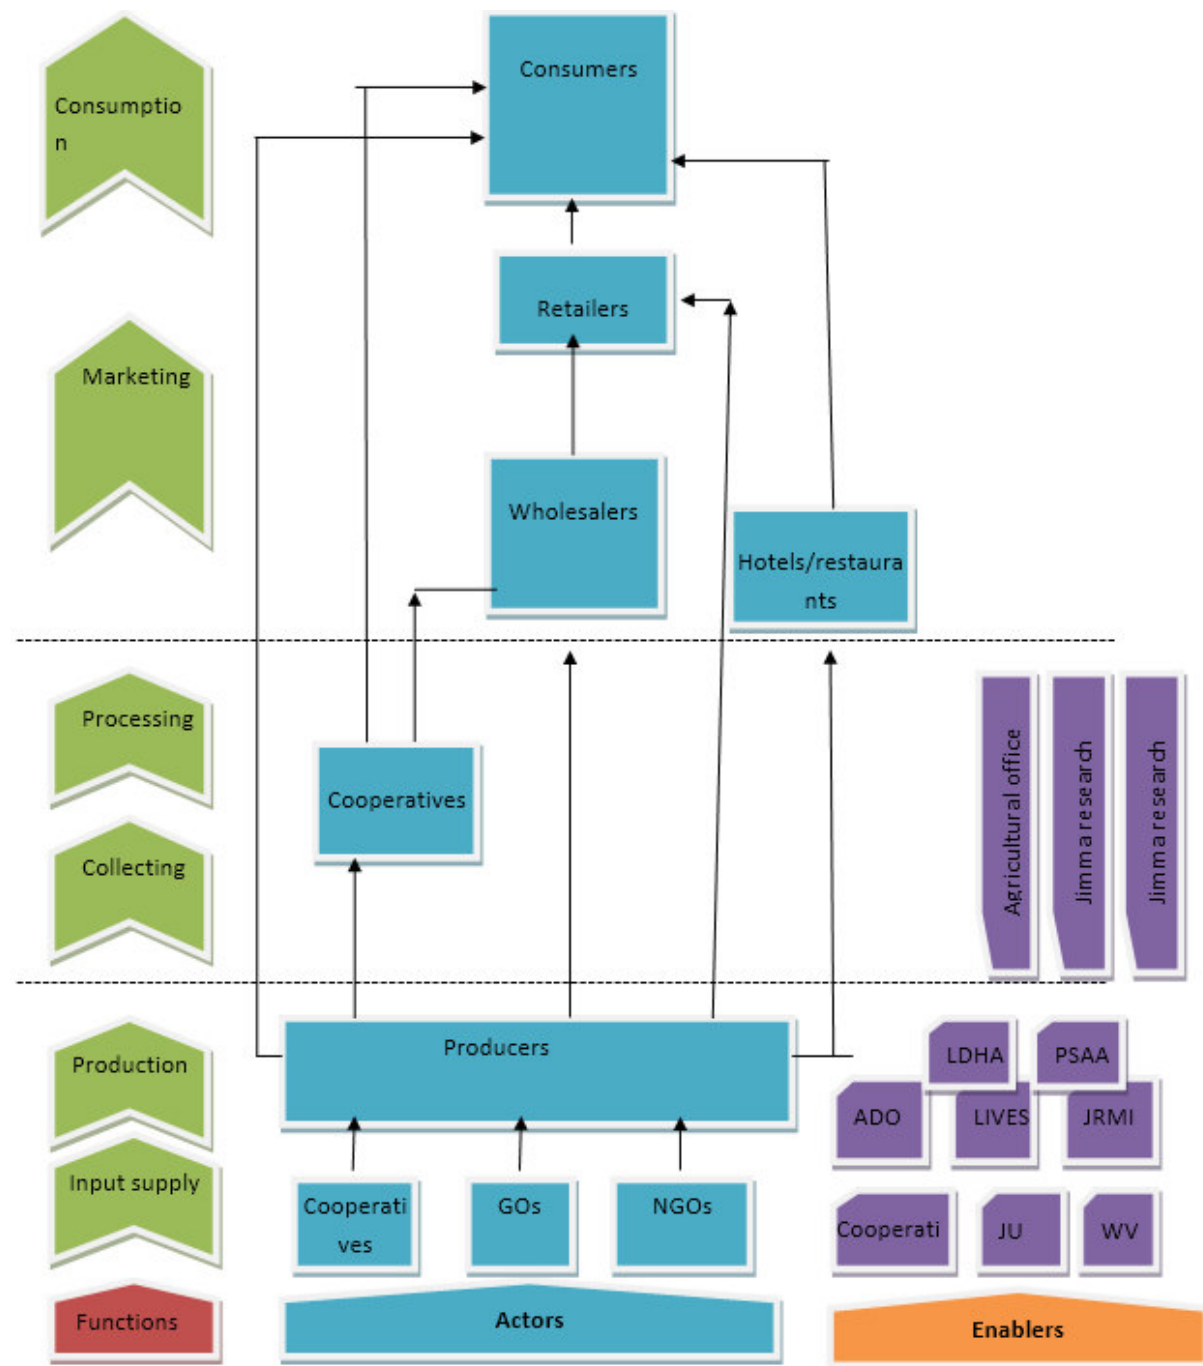 Consumers
Consumptio
n
Retailers
Marketing
Wholesalers
Hotels/restaura
nts
Processing
Cooperatives
Collecting
Agricultural office
Jimma research
Jimma research
Producers
Production
LDHA
PSAA
ADO
LIVES
JRMI
Input supply
Cooperati
ves
GOs
NGOs
Cooperati
JU
WV
Functions
Actors
Enablers